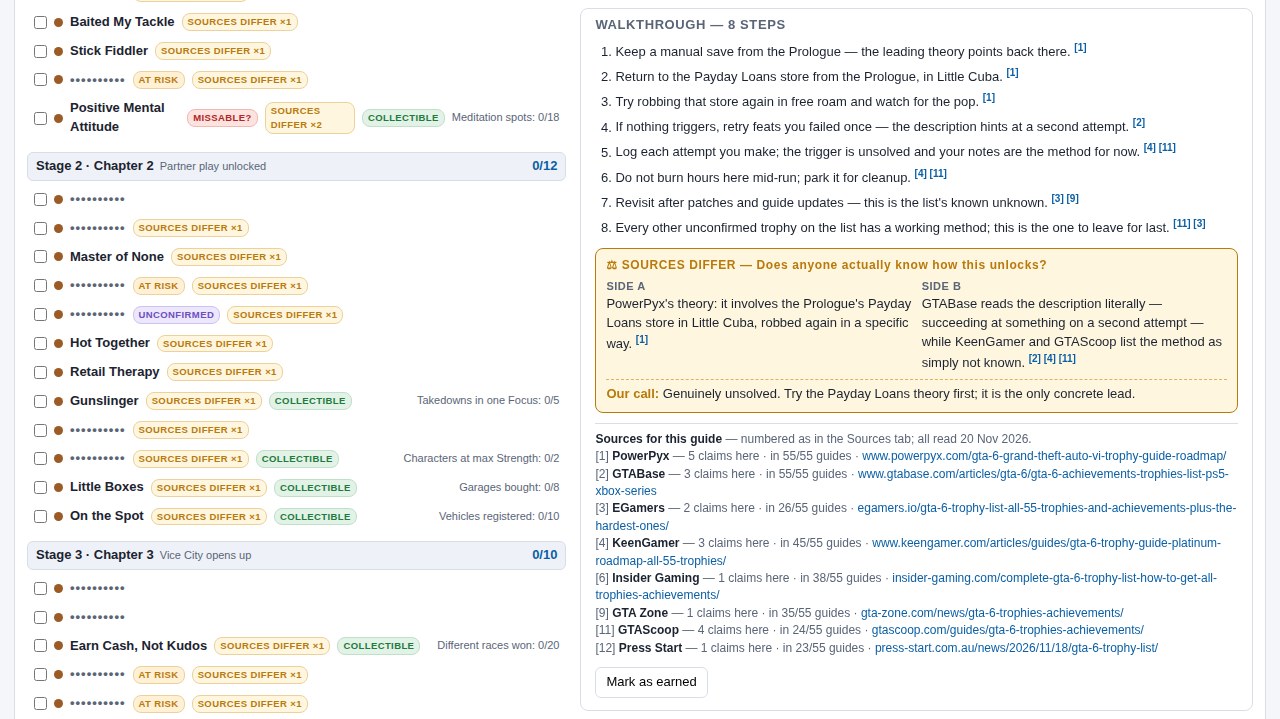 Baited My Tackle SOURCES DIFFER ×1
Stick Fiddler SOURCES DIFFER ×1
•••••••••• AT RISK SOURCES DIFFER ×1
Positive Mental Attitude MISSABLE? SOURCES DIFFER ×2 COLLECTIBLE Meditation spots: 0/18
Stage 2 · Chapter 2 Partner play unlocked 0/12
••••••••••
•••••••••• SOURCES DIFFER ×1
Master of None SOURCES DIFFER ×1
•••••••••• AT RISK SOURCES DIFFER ×1
•••••••••• UNCONFIRMED SOURCES DIFFER ×1
Hot Together SOURCES DIFFER ×1
Retail Therapy SOURCES DIFFER ×1
Gunslinger SOURCES DIFFER ×1 COLLECTIBLE Takedowns in one Focus: 0/5
•••••••••• SOURCES DIFFER ×1
•••••••••• SOURCES DIFFER ×1 COLLECTIBLE Characters at max Strength: 0/2
Little Boxes SOURCES DIFFER ×1 COLLECTIBLE Garages bought: 0/8
On the Spot SOURCES DIFFER ×1 COLLECTIBLE Vehicles registered: 0/10
Stage 3 · Chapter 3 Vice City opens up 0/10
••••••••••
••••••••••
Earn Cash, Not Kudos SOURCES DIFFER ×1 COLLECTIBLE Different races won: 0/20
•••••••••• AT RISK SOURCES DIFFER ×1
•••••••••• AT RISK SOURCES DIFFER ×1
WALKTHROUGH — 8 STEPS
1. Keep a manual save from the Prologue — the leading theory points back there. [1]
2. Return to the Payday Loans store from the Prologue, in Little Cuba. [1]
3. Try robbing that store again in free roam and watch for the pop. [1]
4. If nothing triggers, retry feats you failed once — the description hints at a second attempt. [2]
5. Log each attempt you make; the trigger is unsolved and your notes are the method for now. [4] [11]
6. Do not burn hours here mid-run; park it for cleanup. [4] [11]
7. Revisit after patches and guide updates — this is the list's known unknown. [3] [9]
8. Every other unconfirmed trophy on the list has a working method; this is the one to leave for last. [11] [3]
⚖ SOURCES DIFFER — Does anyone actually know how this unlocks?
SIDE A
PowerPyx's theory: it involves the Prologue's Payday
Loans store in Little Cuba, robbed again in a specific
way. [1]
SIDE B
GTABase reads the description literally —
succeeding at something on a second attempt —
while KeenGamer and GTAScoop list the method as
simply not known. [2] [4] [11]
Our call: Genuinely unsolved. Try the Payday Loans theory first; it is the only concrete lead.
Sources for this guide — numbered as in the Sources tab; all read 20 Nov 2026.
[1] PowerPyx — 5 claims here · in 55/55 guides · www.powerpyx.com/gta-6-grand-theft-auto-vi-trophy-guide-roadmap/
[2] GTABase — 3 claims here · in 55/55 guides · www.gtabase.com/articles/gta-6/gta-6-achievements-trophies-list-ps5-
xbox-series
[3] EGamers — 2 claims here · in 26/55 guides · egamers.io/gta-6-trophy-list-all-55-trophies-and-achievements-plus-the-
hardest-ones/
[4] KeenGamer — 3 claims here · in 45/55 guides · www.keengamer.com/articles/guides/gta-6-trophy-guide-platinum-
roadmap-all-55-trophies/
[6] Insider Gaming — 1 claims here · in 38/55 guides · insider-gaming.com/complete-gta-6-trophy-list-how-to-get-all-
trophies-achievements/
[9] GTA Zone — 1 claims here · in 35/55 guides · gta-zone.com/news/gta-6-trophies-achievements/
[11] GTAScoop — 4 claims here · in 24/55 guides · gtascoop.com/guides/gta-6-trophies-achievements/
[12] Press Start — 1 claims here · in 23/55 guides · press-start.com.au/news/2026/11/18/gta-6-trophy-list/
Mark as earned